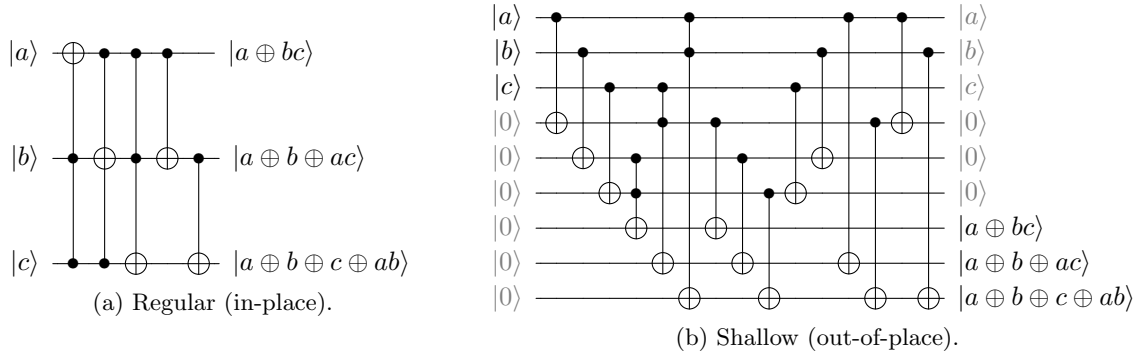 |a⟩ |a ⊕ bc⟩
|b⟩ |a ⊕ b ⊕ ac⟩
|c⟩ |a ⊕ b ⊕ c ⊕ ab⟩
(a) Regular (in-place).
|a⟩ |a⟩
|b⟩ |b⟩
|c⟩ |c⟩
|0⟩ |0⟩
|0⟩ |0⟩
|0⟩ |0⟩
|0⟩ |a ⊕ bc⟩
|0⟩ |a ⊕ b ⊕ ac⟩
|0⟩ |a ⊕ b ⊕ c ⊕ ab⟩
(b) Shallow (out-of-place).